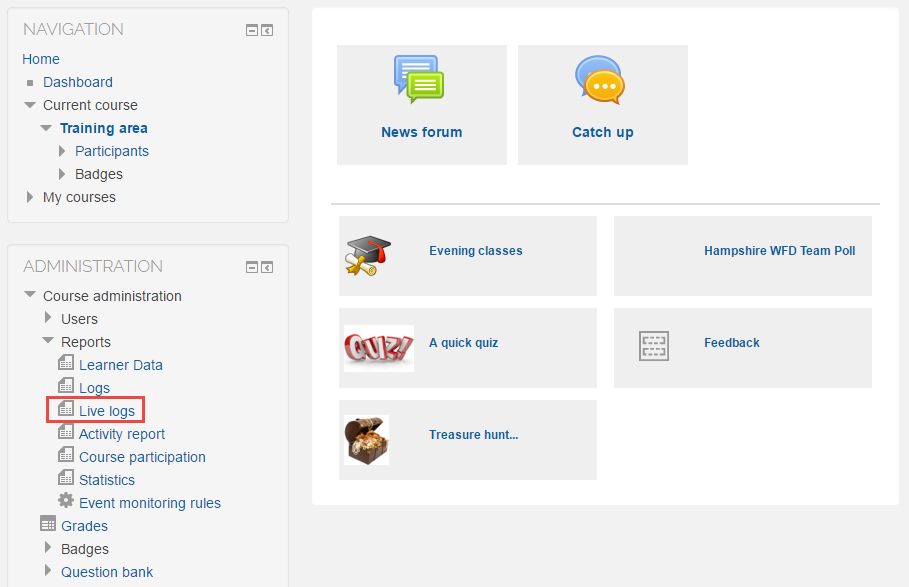 NAVIGATION
Home
Dashboard
Current course
Training area
Participants
Badges
My courses
ADMINISTRATION
Course administration
Users
Reports
Learner Data
Logs
Live logs
Activity report
Course participation
Statistics
Event monitoring rules
Grades
Badges
Question bank
News forum
Catch up
Evening classes
Hampshire WFD Team Poll
QUIZ!
A quick quiz
Feedback
Treasure hunt...